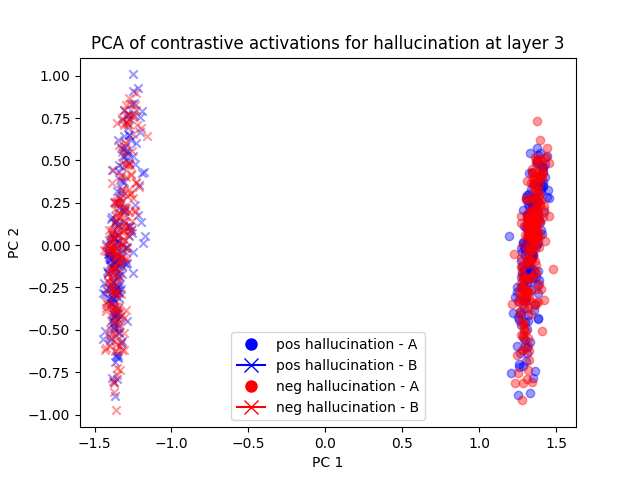 PCA of contrastive activations for hallucination at layer 3
1.00
0.75
0.50
0.25
0.00
−0.25
−0.50
−0.75
−1.00
PC 2
pos hallucination - A
pos hallucination - B
neg hallucination - A
neg hallucination - B
−1.5 −1.0 −0.5 0.0 0.5 1.0 1.5
PC 1